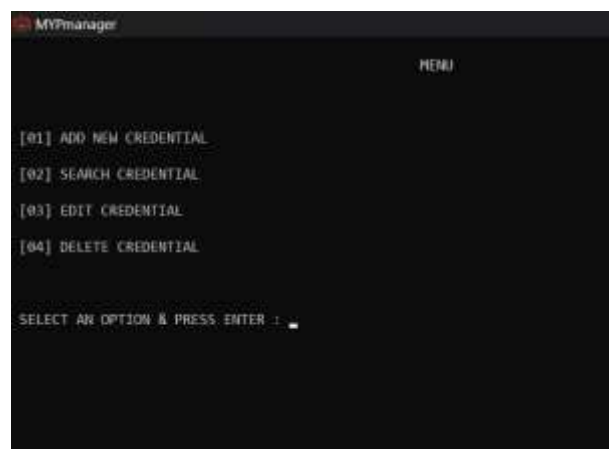 MYPmanager
MENU
[01] ADD NEW CREDENTIAL
[02] SEARCH CREDENTIAL
[03] EDIT CREDENTIAL
[04] DELETE CREDENTIAL
SELECT AN OPTION & PRESS ENTER :